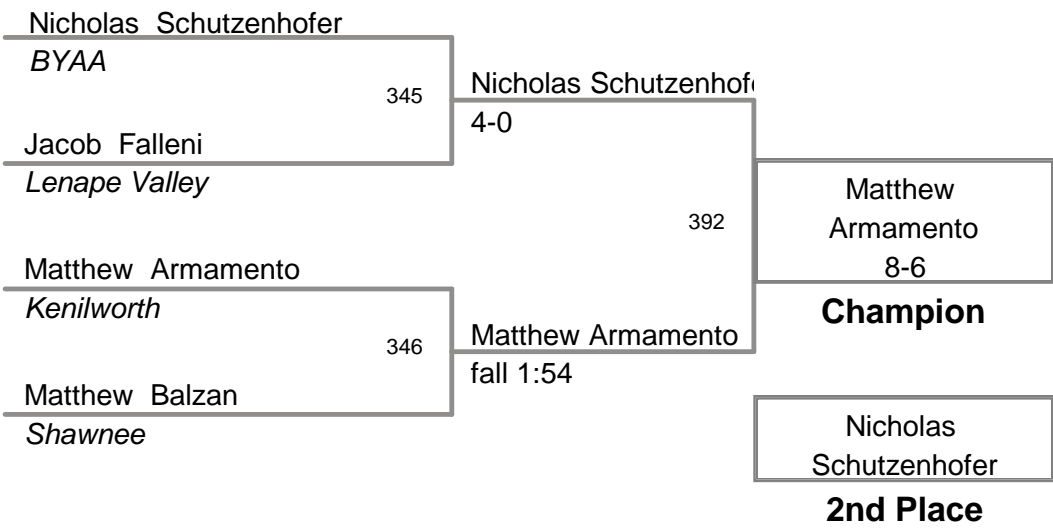 Nicholas Schutzenhofer
BYAA
345
Nicholas Schutzenhofe
4-0
Jacob Falleni
Lenape Valley
Matthew
Armamento
8-6
Champion
392
Matthew Armamento
Kenilworth
346
Matthew Armamento
fall 1:54
Matthew Balzan
Shawnee
Nicholas
Schutzenhofer
2nd Place